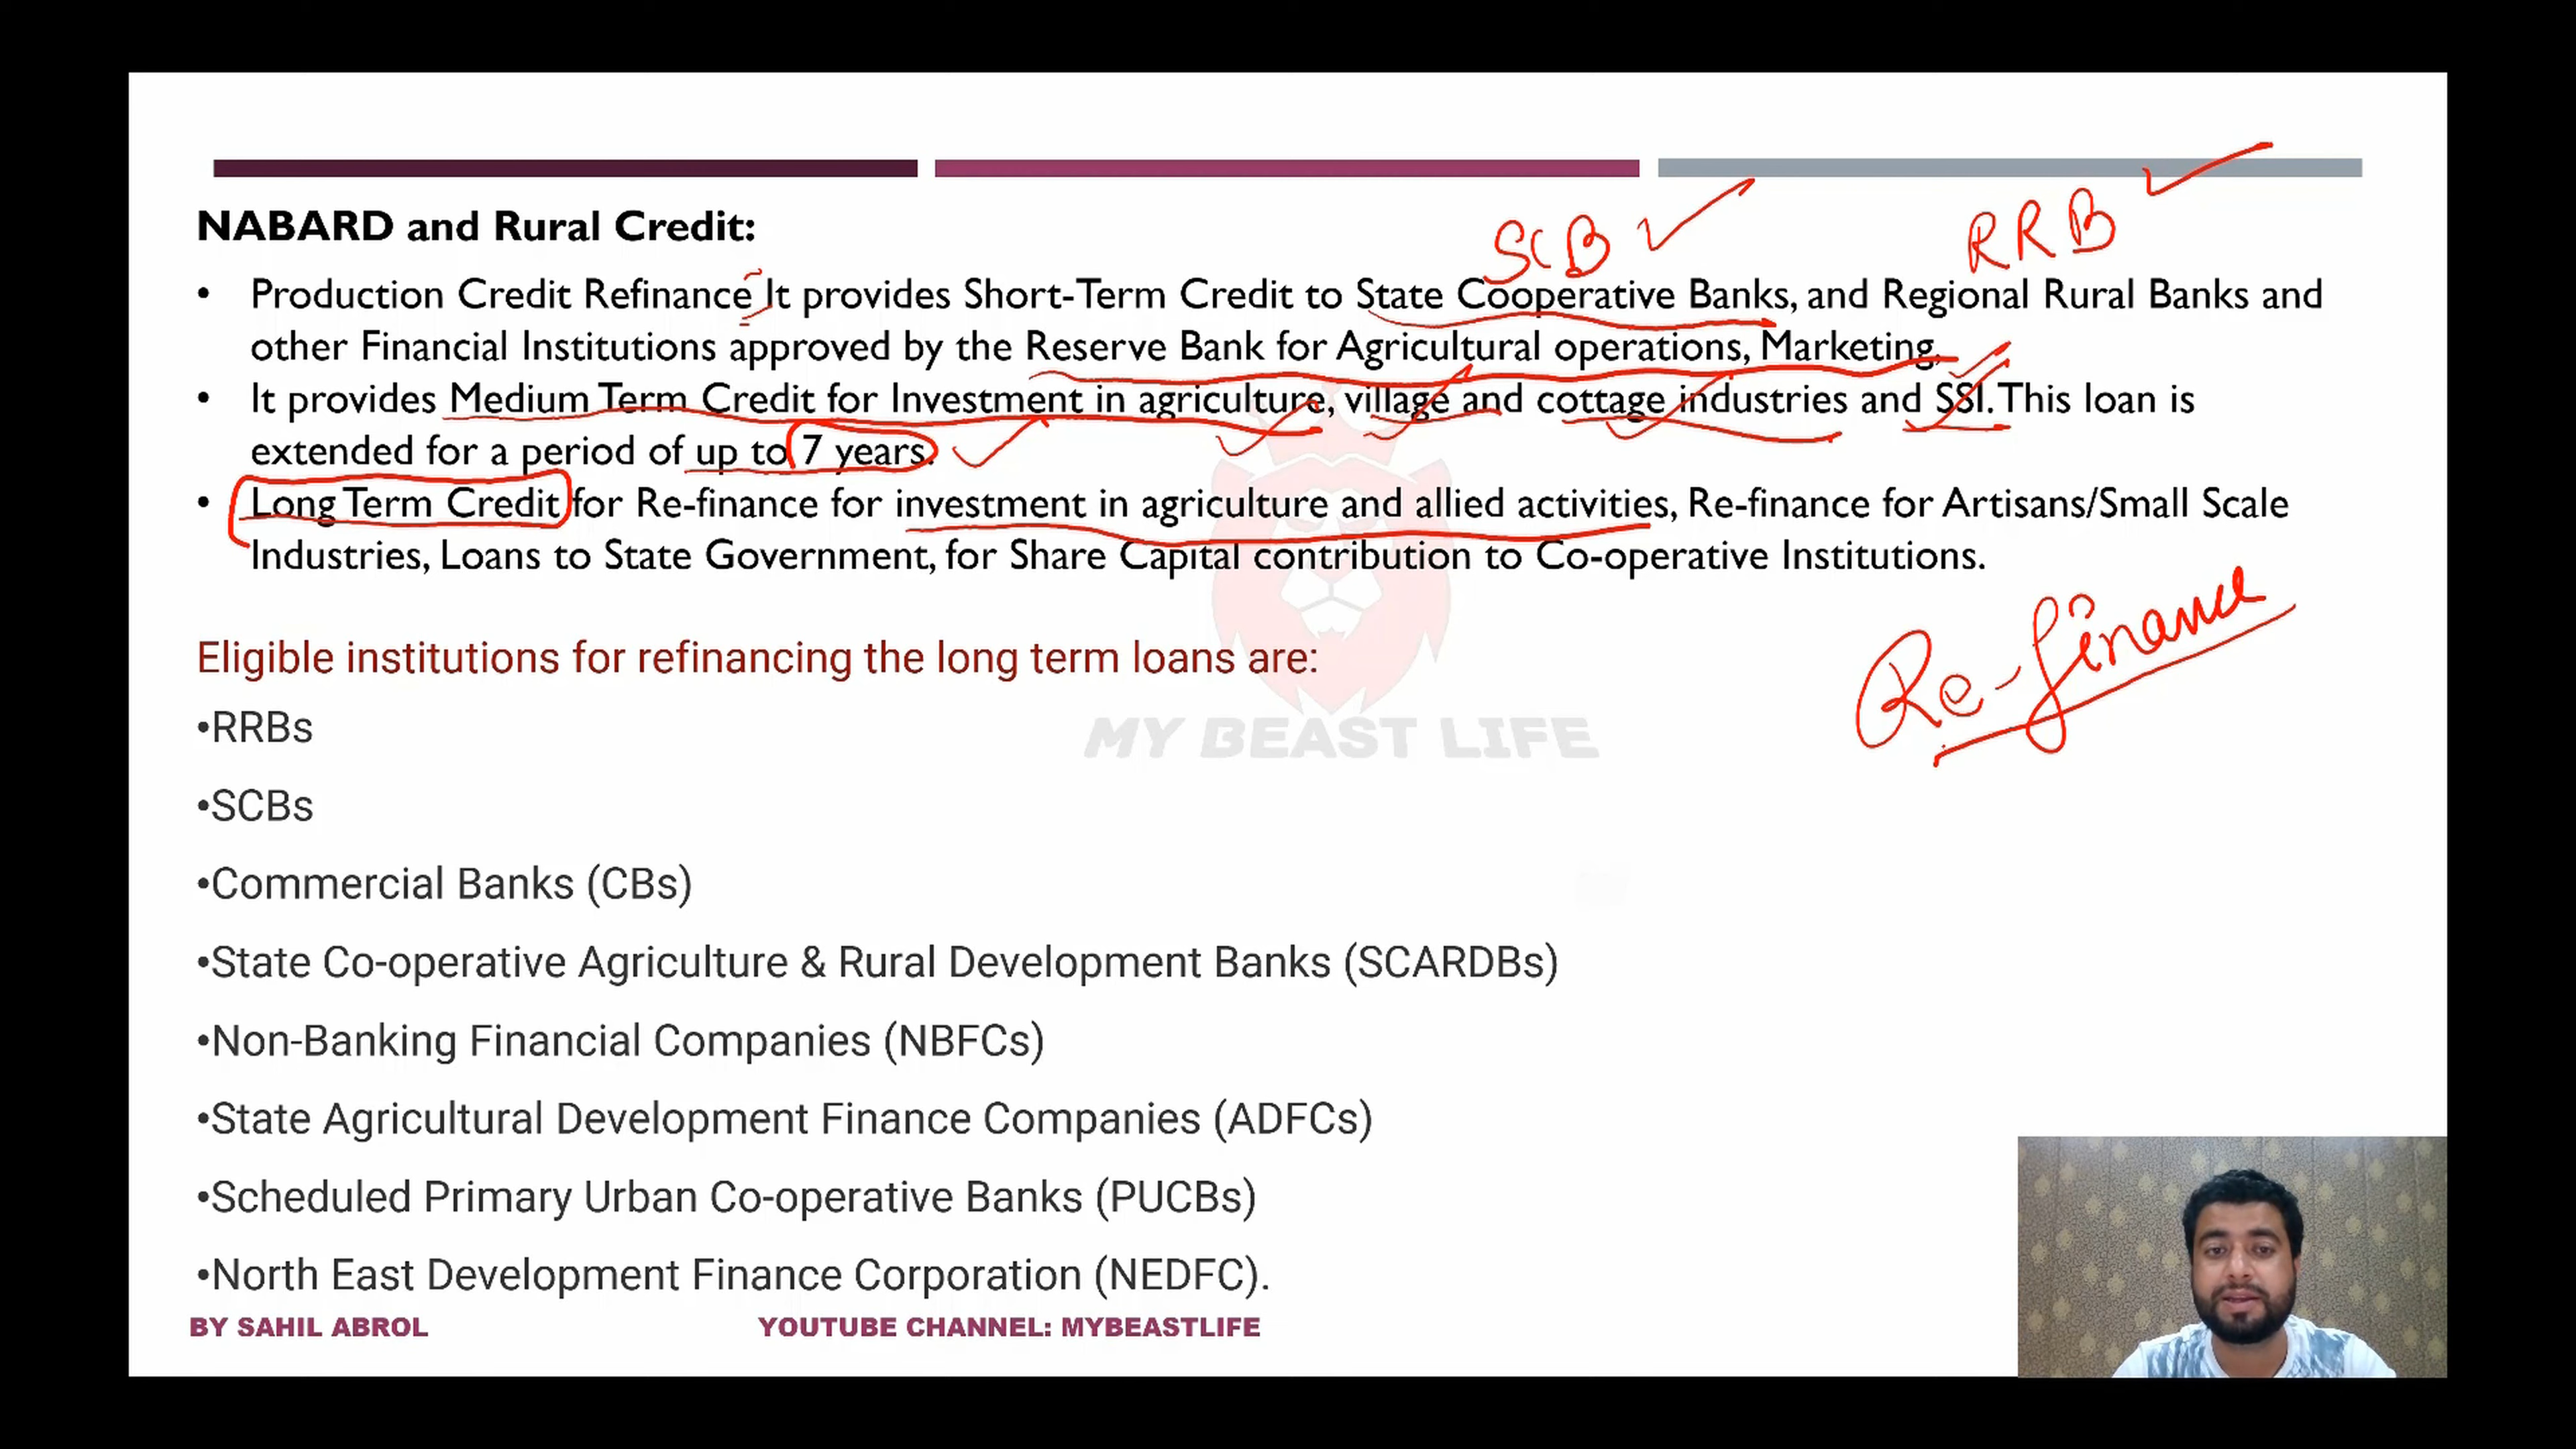 SCB
RRB
NABARD and Rural Credit:
• Production Credit Refinance It provides Short-Term Credit to State Cooperative Banks, and Regional Rural Banks and
other Financial Institutions approved by the Reserve Bank for Agricultural operations, Marketing,
• It provides Medium Term Credit for Investment in agriculture, village and cottage industries and SSI. This loan is
extended for a period of up to 7 years.
• Long Term Credit for Re-finance for investment in agriculture and allied activities, Re-finance for Artisans/Small Scale
Industries, Loans to State Government, for Share Capital contribution to Co-operative Institutions.
Re-finance
Eligible institutions for refinancing the long term loans are:
•RRBs
MY BEAST LIFE
•SCBs
•Commercial Banks (CBs)
•State Co-operative Agriculture & Rural Development Banks (SCARDBs)
•Non-Banking Financial Companies (NBFCs)
•State Agricultural Development Finance Companies (ADFCs)
•Scheduled Primary Urban Co-operative Banks (PUCBs)
•North East Development Finance Corporation (NEDFC).
BY SAHIL ABROL
YOUTUBE CHANNEL: MYBEASTLIFE